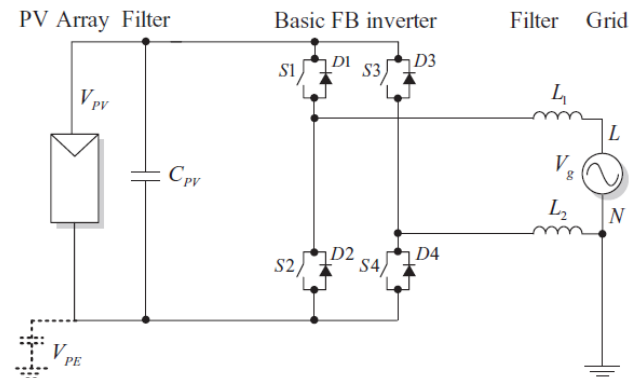 PV Array Filter Basic FB inverter Filter Grid
S1 D1 S3 D3
V_PV
L_1
L
C_PV
V_g
L_2
N
S2 D2 S4 D4
V_PE